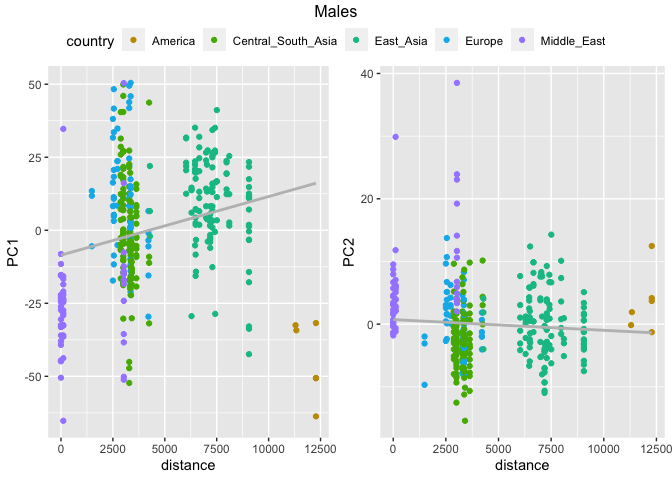 Males
country America Central_South_Asia East_Asia Europe Middle_East
PC1
50
25
0
-25
-50
0 2500 5000 7500 10000 12500
distance
PC2
40
20
0
0 2500 5000 7500 10000 12500
distance